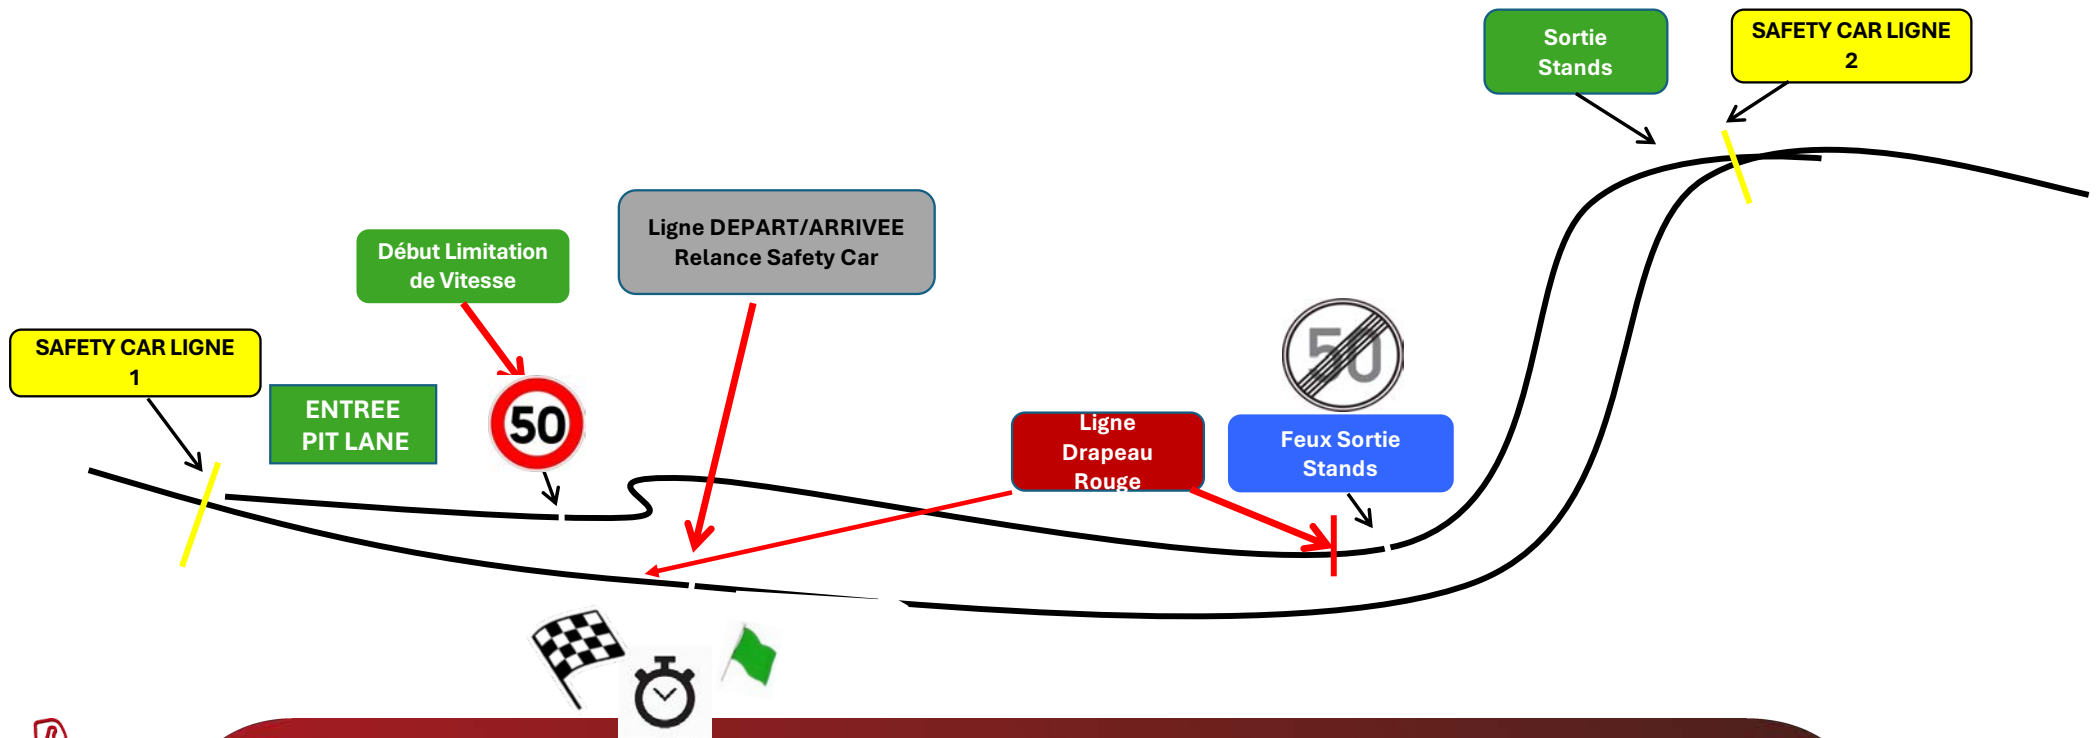 Sortie
Stands
SAFETY CAR LIGNE
2
Ligne DEPART/ARRIVEE
Relance Safety Car
Début Limitation
de Vitesse
SAFETY CAR LIGNE
1
ENTREE
PIT LANE
50
50
Ligne
Drapeau
Rouge
Feux Sortie
Stands